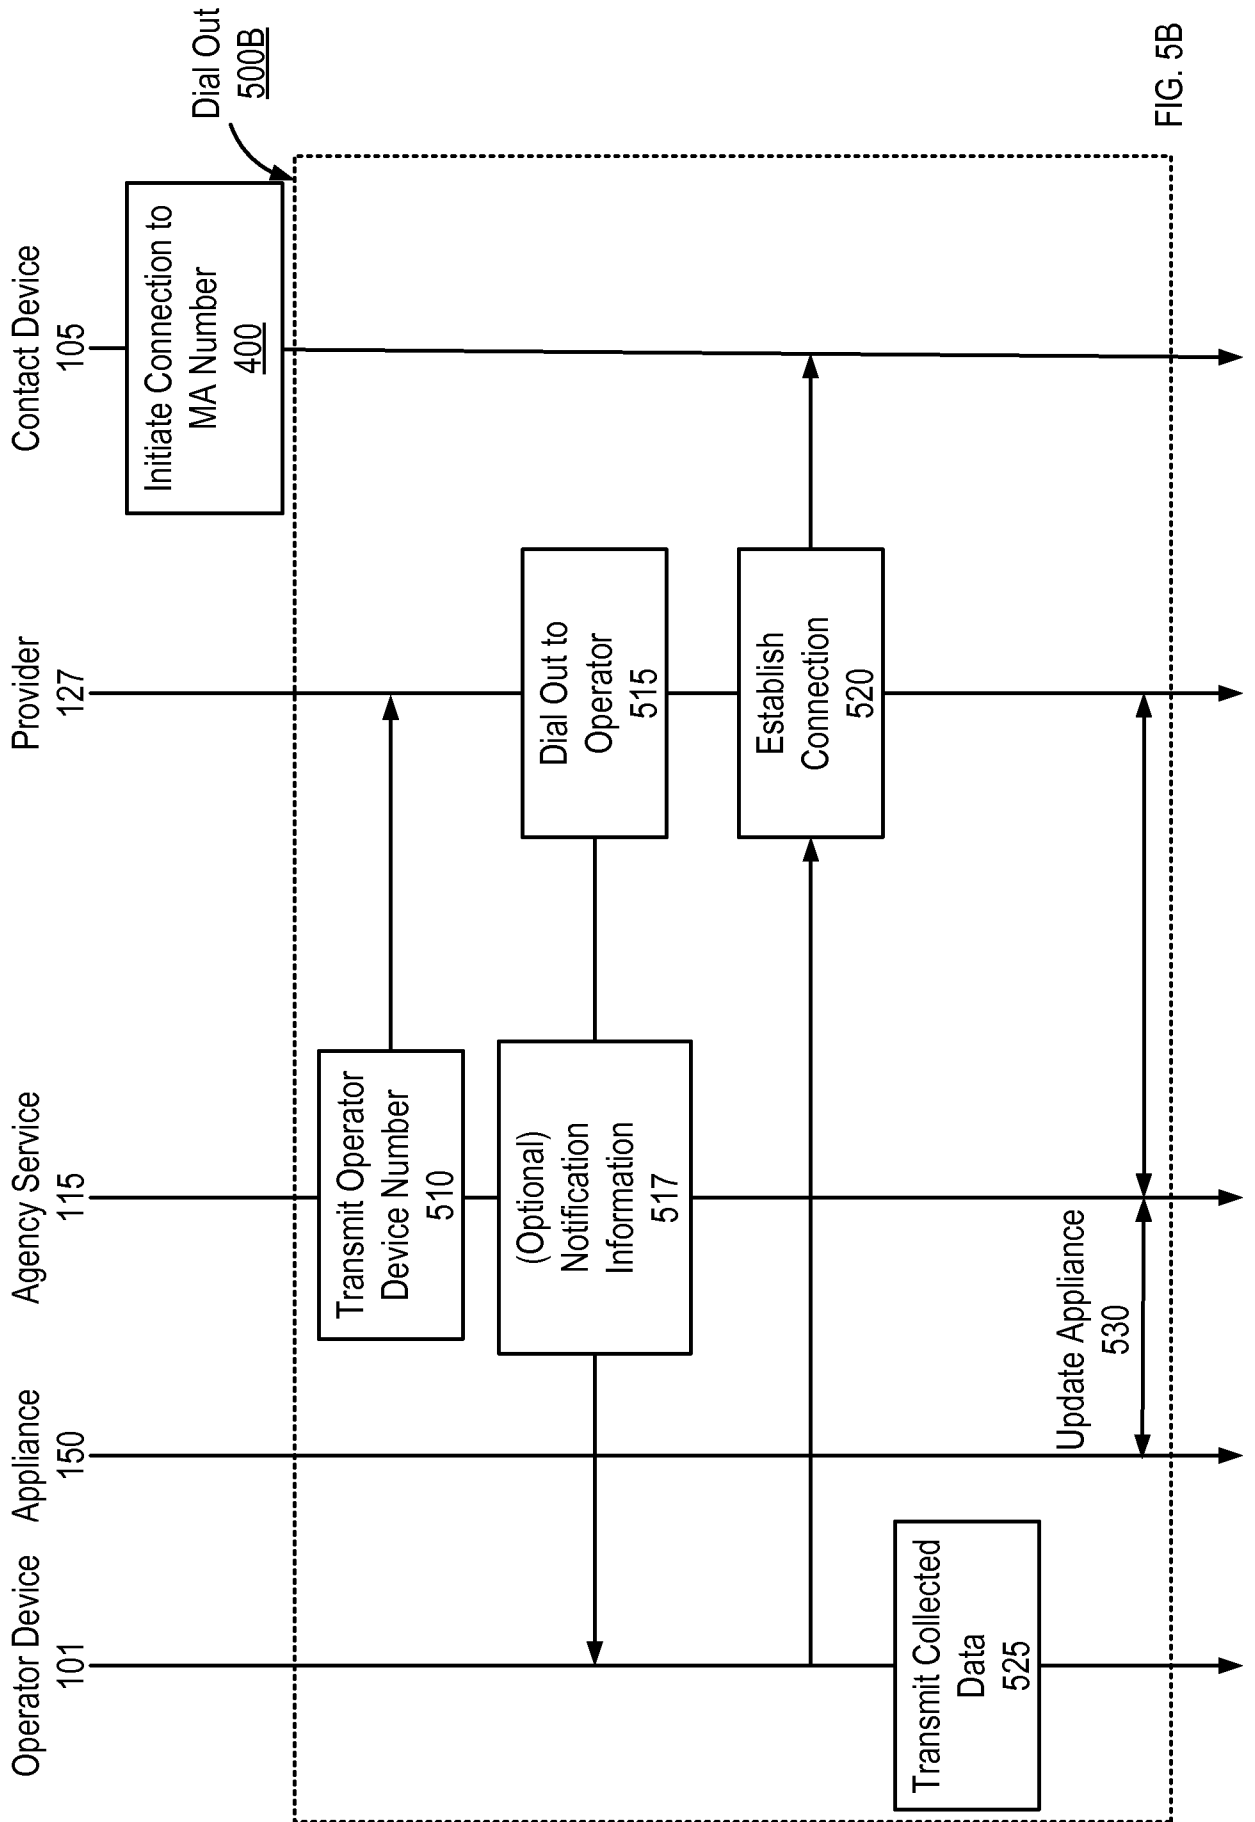 Operator Device
101
Appliance
150
Agency Service
115
Provider
127
Contact Device
105
Initiate Connection to
MA Number
400
Dial Out
500B
Transmit Operator
Device Number
510
(Optional)
Notification
Information
517
Dial Out to
Operator
515
Establish
Connection
520
Transmit Collected
Data
525
Update Appliance
530
FIG. 5B